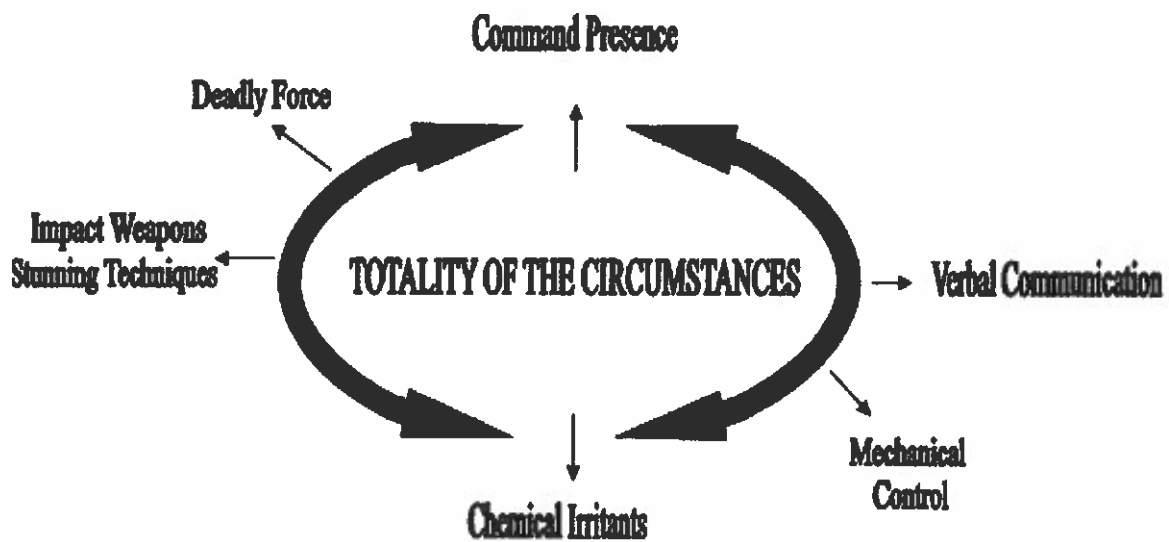 Command Presence
Deadly Force
Impact Weapons
Stunning Techniques
TOTALITY OF THE CIRCUMSTANCES
Verbal Communication
Mechanical
Control
Chemical Irritants